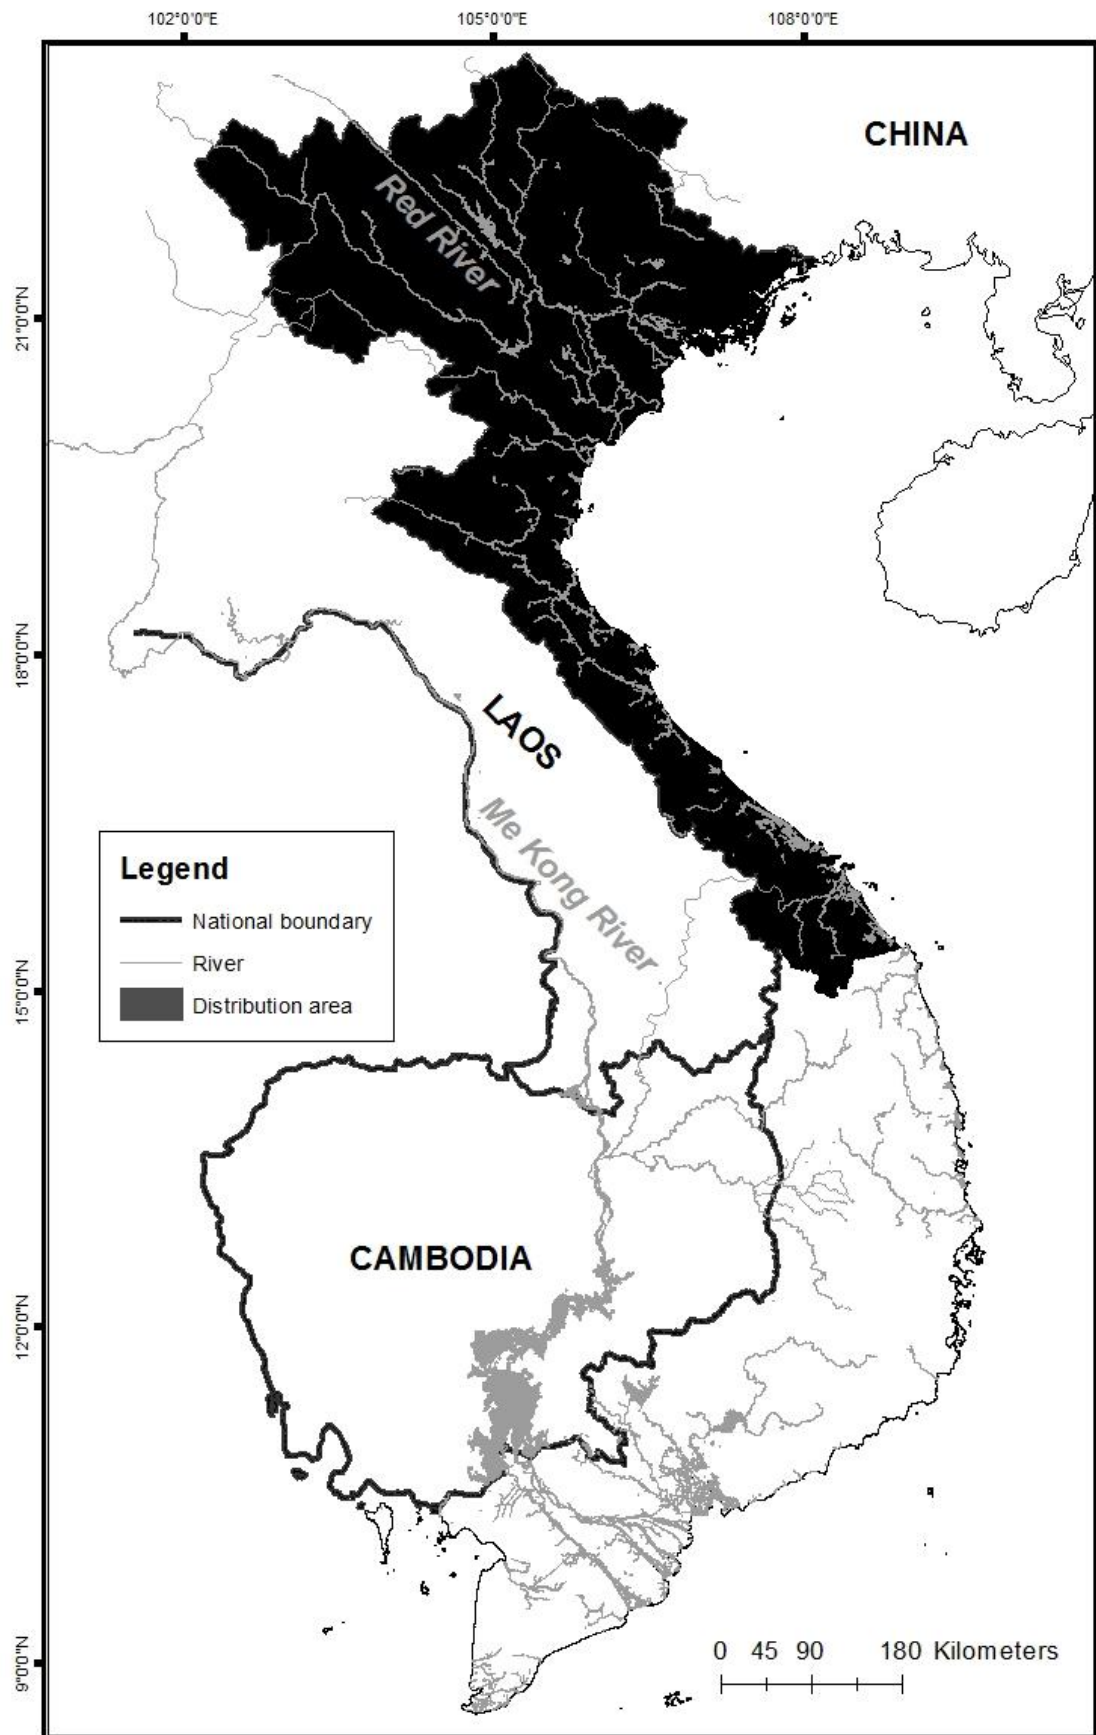 102°0'0"E
105°0'0"E
108°0'0"E
CHINA
Red River
21°0'0"N
18°0'0"N
LAOS
Me Kong River
Legend
National boundary
River
Distribution area
15°0'0"N
CAMBODIA
12°0'0"N
0 45 90 180 Kilometers
9°0'0"N